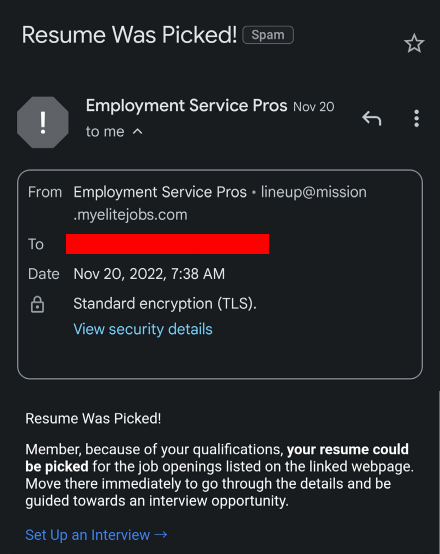 Resume Was Picked! Spam
!
Employment Service Pros Nov 20
to me
From Employment Service Pros • lineup@mission
.myelitejobs.com
To
Date Nov 20, 2022, 7:38 AM
Standard encryption (TLS).
View security details
Resume Was Picked!
Member, because of your qualifications, your resume could
be picked for the job openings listed on the linked webpage.
Move there immediately to go through the details and be
guided towards an interview opportunity.
Set Up an Interview →